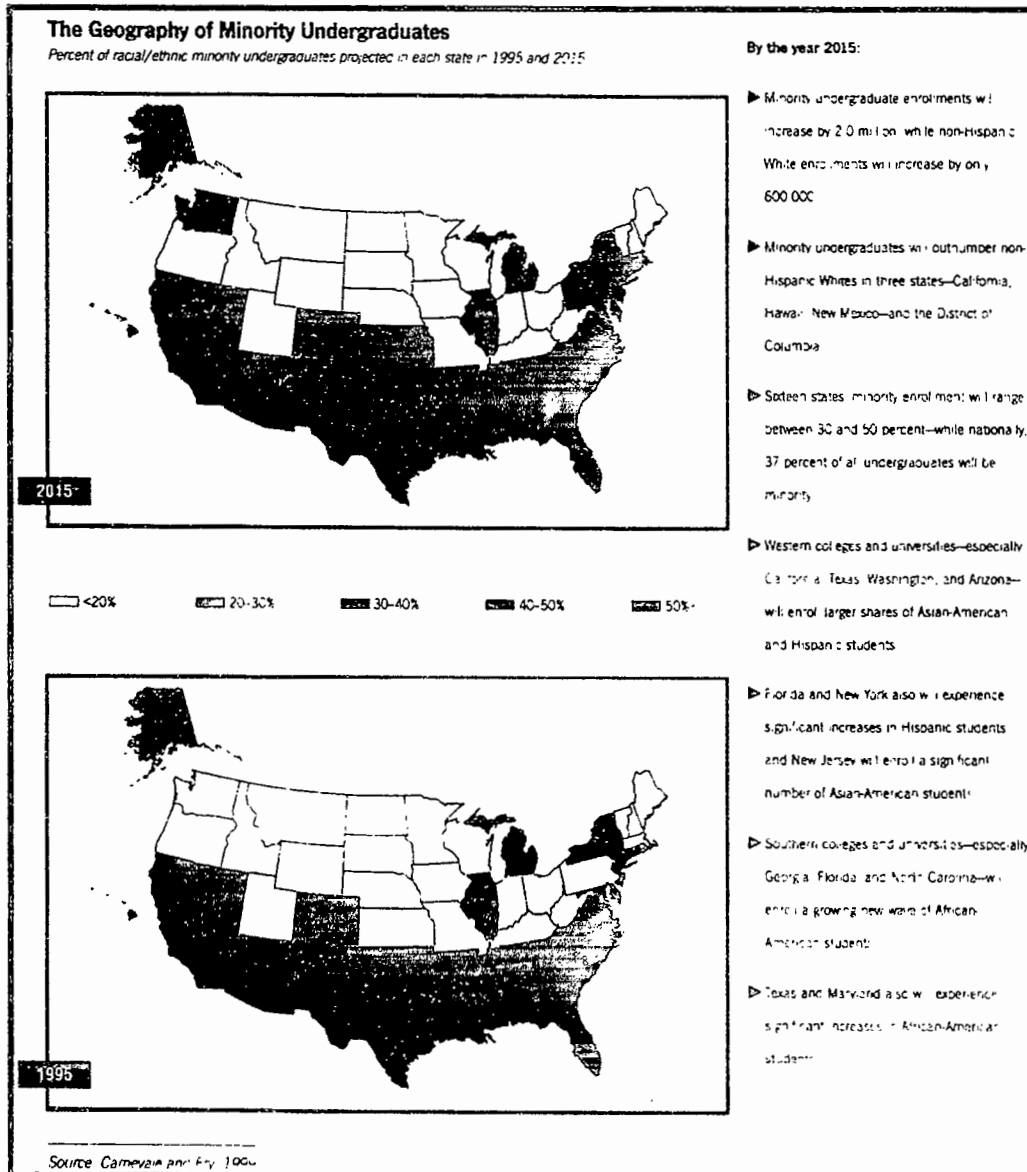 The Geography of Minority Undergraduates
Percent of racial/ethnic minority undergraduates projected in each state in 1995 and 2015
2015
<20%
20-30%
30-40%
40-50%
50%
1995
Source Carnevale and Fry
By the year 2015:
Minority undergraduate enrollments will
increase by 2.0 million while non-Hispanic
White enrollments will increase by only
600 000
Minority undergraduates will outnumber non-
Hispanic Whites in three states—California,
Hawaii New Mexico—and the District of
Columbia
Sixteen states minority enrollment will range
between 30 and 50 percent—while nationally,
37 percent of all undergraduates will be
minority
Western colleges and universities—especially
California Texas, Washington, and Arizona—
will enroll larger shares of Asian-American
and Hispanic students
Florida and New York also will experience
significant increases in Hispanic students
and New Jersey will enroll a significant
number of Asian-American students
Southern colleges and universities—especially
Georgia Florida and North Carolina—will
enroll a growing new wave of African-
American students
Texas and Maryland also will experience
significant increases in African-American
students